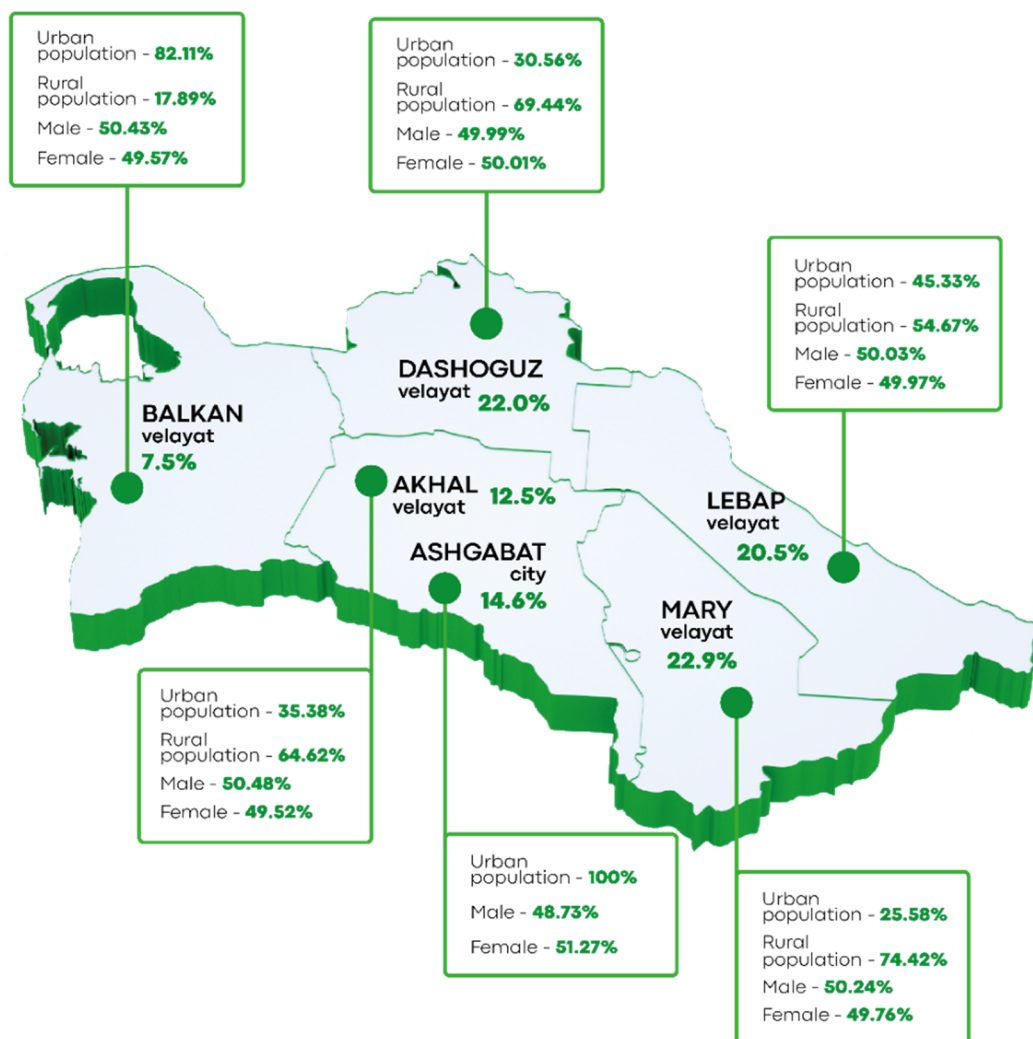 Urban
population - 82.11%
Rural
population - 17.89%
Male - 50.43%
Female - 49.57%
Urban
population - 30.56%
Rural
population - 69.44%
Male - 49.99%
Female - 50.01%
Urban
population - 45.33%
Rural
population - 54.67%
Male - 50.03%
Female - 49.97%
DASHOGUZ
velayat 22.0%
BALKAN
velayat
7.5%
AKHAL 12.5%
velayat
LEBAP
velayat
20.5%
ASHGABAT
city
14.6%
MARY
velayat
22.9%
Urban
population - 35.38%
Rural
population - 64.62%
Male - 50.48%
Female - 49.52%
Urban
population - 100%
Male - 48.73%
Female - 51.27%
Urban
population - 25.58%
Rural
population - 74.42%
Male - 50.24%
Female - 49.76%